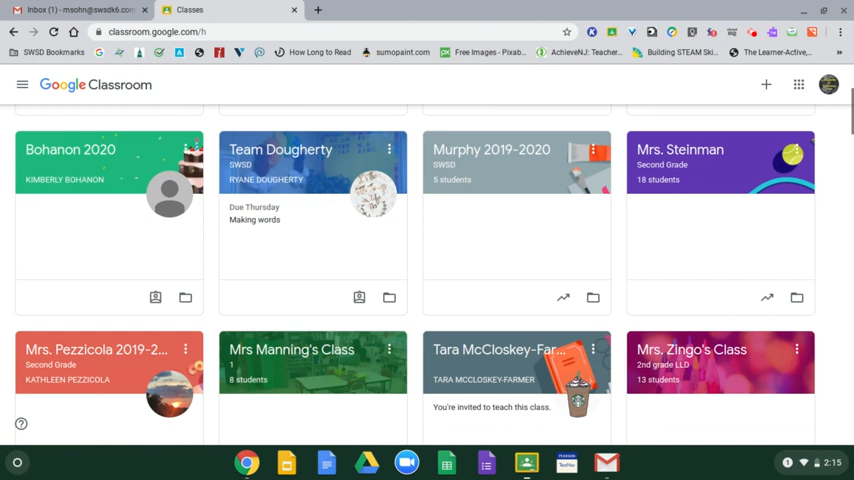 Inbox (1) - msohn@swsdk6.com
Classes
classroom.google.com/h
SWSD Bookmarks
How Long to Read
sumopaint.com
Free Images - Pixab...
AchieveNJ: Teacher...
Building STEAM Ski...
The Learner-Active,...
Google Classroom
Bohanon 2020
KIMBERLY BOHANON
Team Dougherty
SWSD
RYANE DOUGHERTY
Due Thursday
Making words
Murphy 2019-2020
SWSD
5 students
Mrs. Steinman
Second Grade
18 students
Mrs. Pezzicola 2019-2...
Second Grade
KATHLEEN PEZZICOLA
Mrs Manning's Class
1
8 students
Tara McCloskey-Far...
TARA MCCLOSKEY-FARMER
You're invited to teach this class.
Mrs. Zingo's Class
2nd grade LLD
13 students
1
2:15